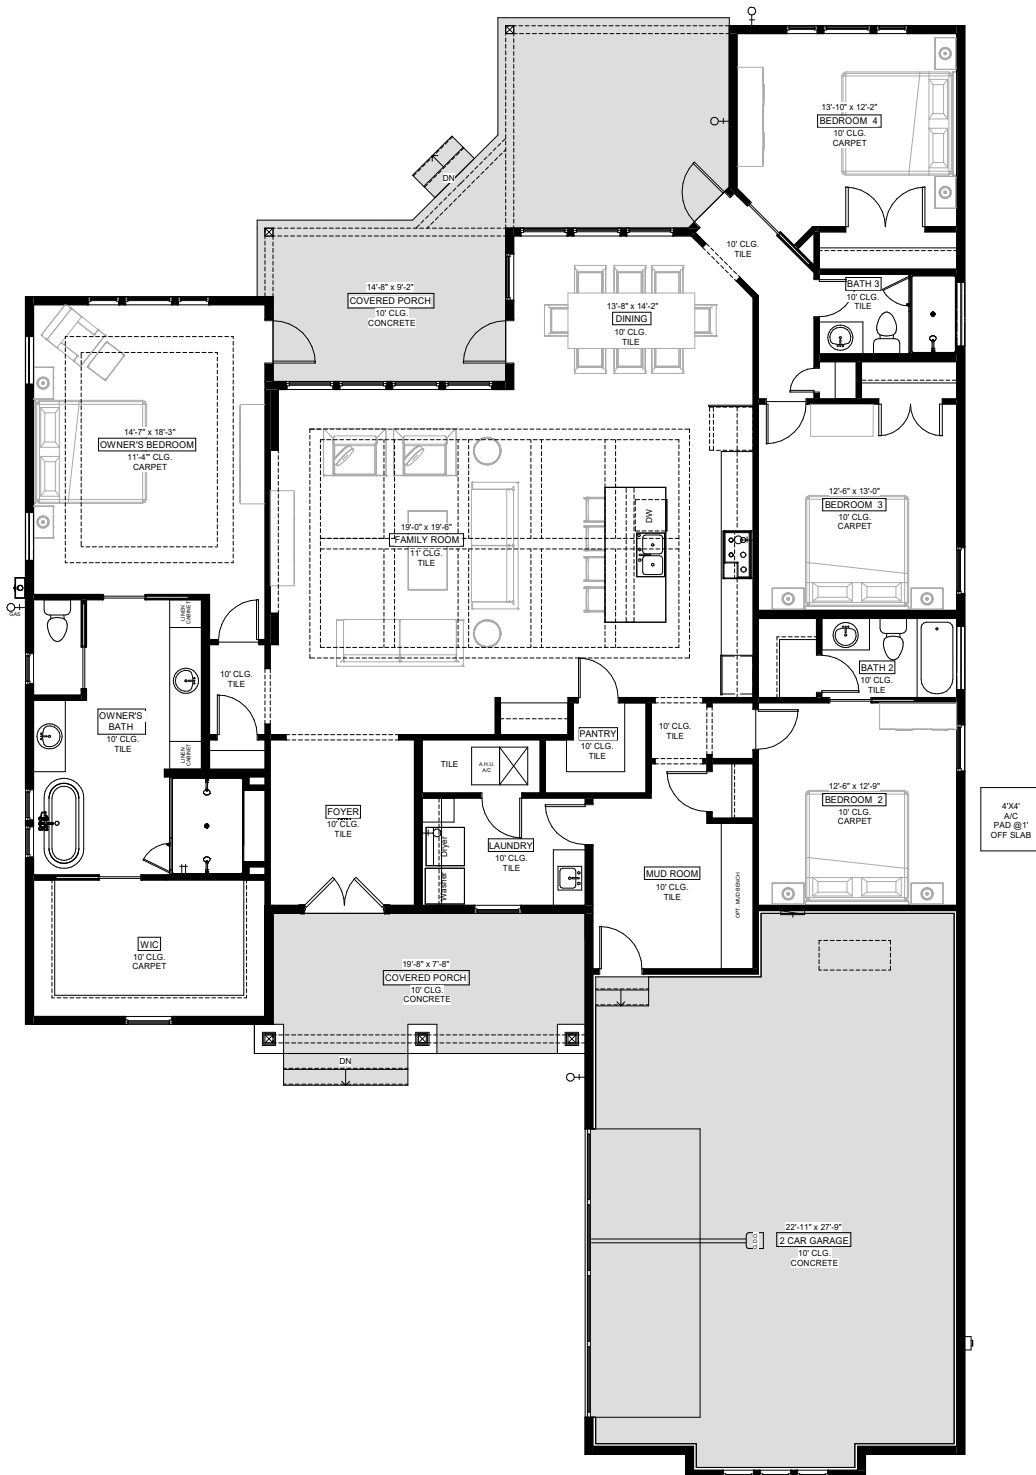 13'-10" x 12'-2"
BEDROOM 4
10' CLG.
CARPET
DN
10' CLG.
TILE
14'-8" x 9'-2"
COVERED PORCH
10' CLG.
CONCRETE
13'-8" x 14'-2"
DINING
10' CLG.
TILE
BATH 3
10' CLG.
TILE
14'-7" x 18'-3"
OWNER'S BEDROOM
11'-4" CLG.
CARPET
19'-0" x 19'-6"
FAMILY ROOM
11' CLG.
TILE
DW
12'-6" x 13'-0"
BEDROOM 3
10' CLG.
CARPET
GAS
LINEN
CABINET
10' CLG.
TILE
BATH 2
10' CLG.
TILE
OWNER'S
BATH
10' CLG.
TILE
LINEN
CABINET
TILE
A.H.U.
A/C
PANTRY
10' CLG.
TILE
10' CLG.
TILE
12'-6" x 12'-9"
BEDROOM 2
10' CLG.
CARPET
4'X4'
A/C
PAD @1'
OFF SLAB
FOYER
10' CLG.
TILE
Dryer
Washer
LAUNDRY
10' CLG.
TILE
MUD ROOM
10' CLG.
TILE
OPT. MUD BENCH
WIC
10' CLG.
CARPET
19'-8" x 7'-8"
COVERED PORCH
10' CLG.
CONCRETE
DN
22'-11" x 27'-9"
2 CAR GARAGE
10' CLG.
CONCRETE
G.D.O.